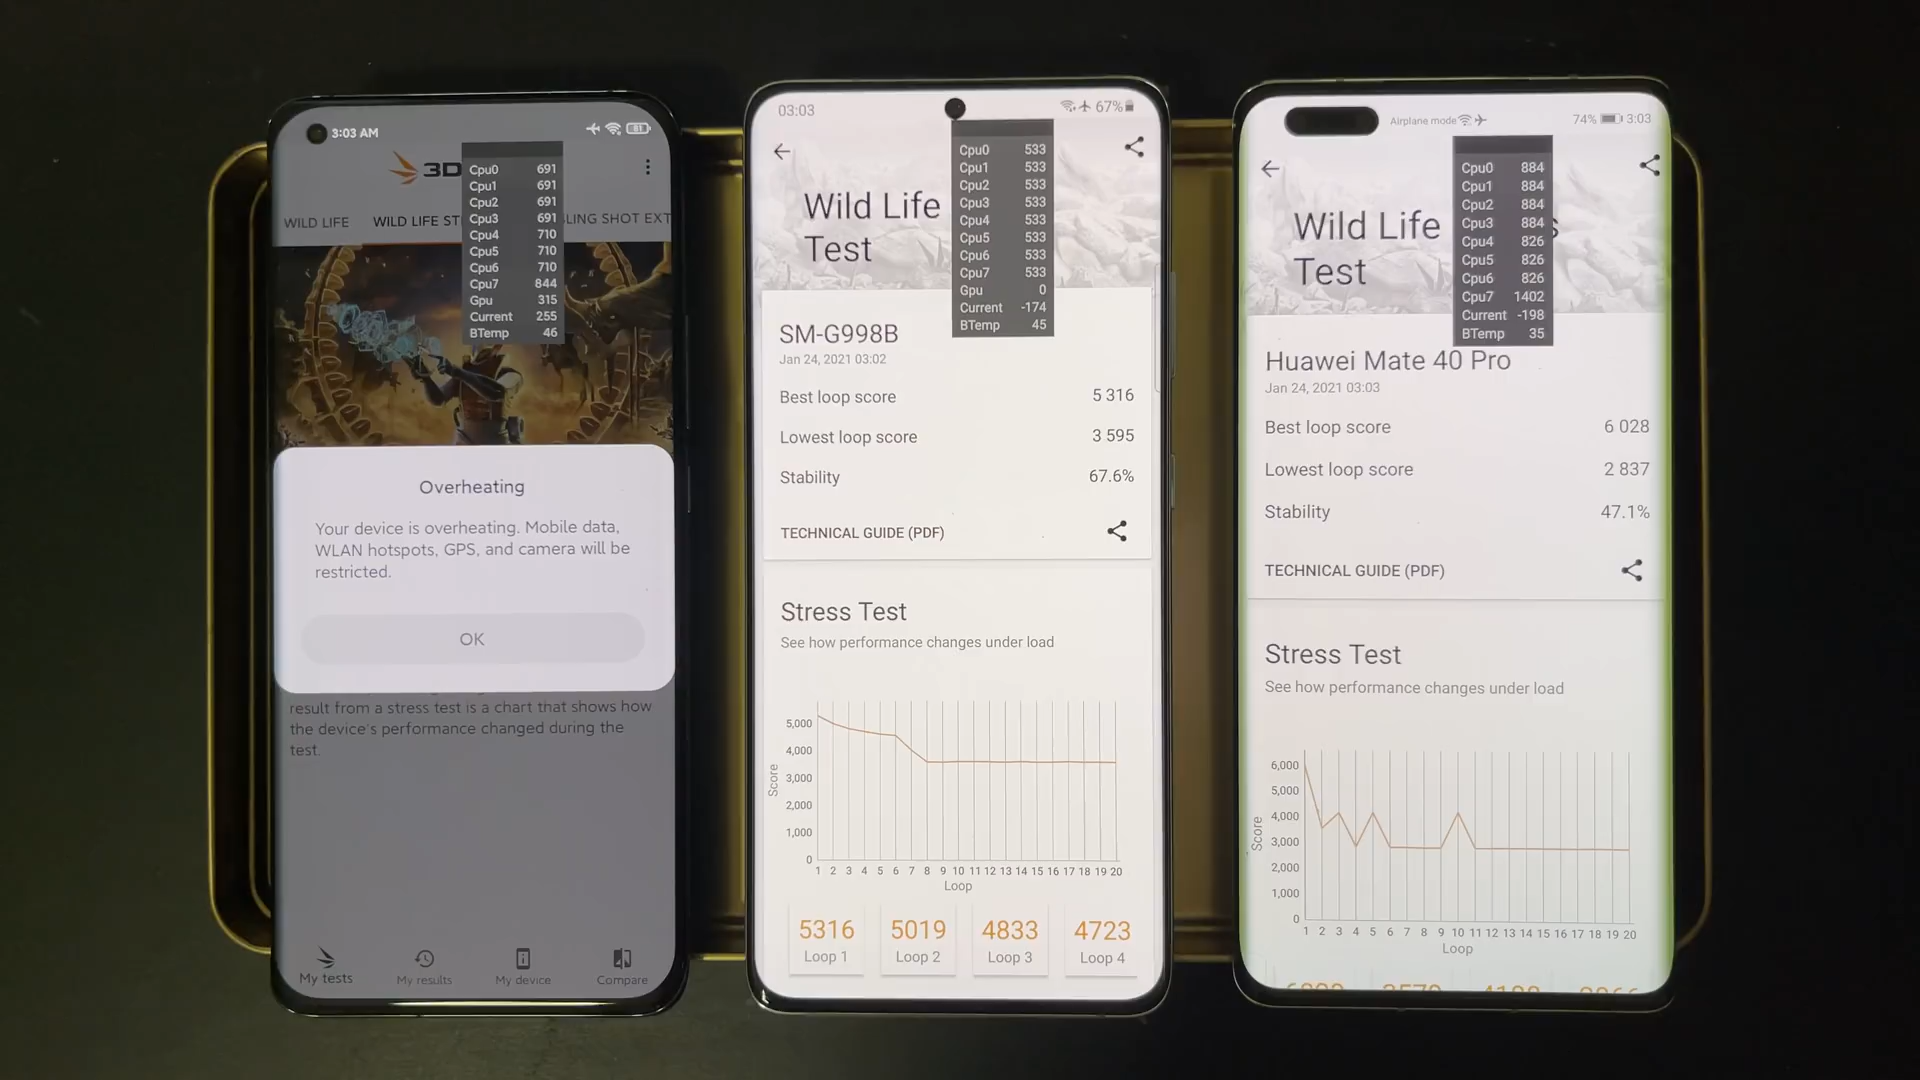 3:03 AM
81
3D
Cpu0 691
Cpu1 691
Cpu2 691
Cpu3 691
Cpu4 710
Cpu5 710
Cpu6 710
Cpu7 844
Gpu 315
Current 255
BTemp 46
WILD LIFE WILD LIFE ST LING SHOT EXT
Overheating
Your device is overheating. Mobile data,
WLAN hotspots, GPS, and camera will be
restricted.
OK
result from a stress test is a chart that shows how
the device's performance changed during the
test.
My tests My results My device Compare
03:03 67%
Cpu0 533
Cpu1 533
Cpu2 533
Cpu3 533
Cpu4 533
Cpu5 533
Cpu6 533
Cpu7 533
Gpu 0
Current -174
BTemp 45
Wild Life
Test
SM-G998B
Jan 24, 2021 03:02
Best loop score 5 316
Lowest loop score 3 595
Stability 67.6%
TECHNICAL GUIDE (PDF)
Stress Test
See how performance changes under load
Score
5,000
4,000
3,000
2,000
1,000
0
1 2 3 4 5 6 7 8 9 10 11 12 13 14 15 16 17 18 19 20
Loop
5316 5019 4833 4723
Loop 1 Loop 2 Loop 3 Loop 4
Airplane mode 74% 3:03
Cpu0 884
Cpu1 884
Cpu2 884
Cpu3 884
Cpu4 826
Cpu5 826
Cpu6 826
Cpu7 1402
Current -198
BTemp 35
Wild Life s
Test
Huawei Mate 40 Pro
Jan 24, 2021 03:03
Best loop score 6 028
Lowest loop score 2 837
Stability 47.1%
TECHNICAL GUIDE (PDF)
Stress Test
See how performance changes under load
Score
6,000
5,000
4,000
3,000
2,000
1,000
0
1 2 3 4 5 6 7 8 9 10 11 12 13 14 15 16 17 18 19 20
Loop